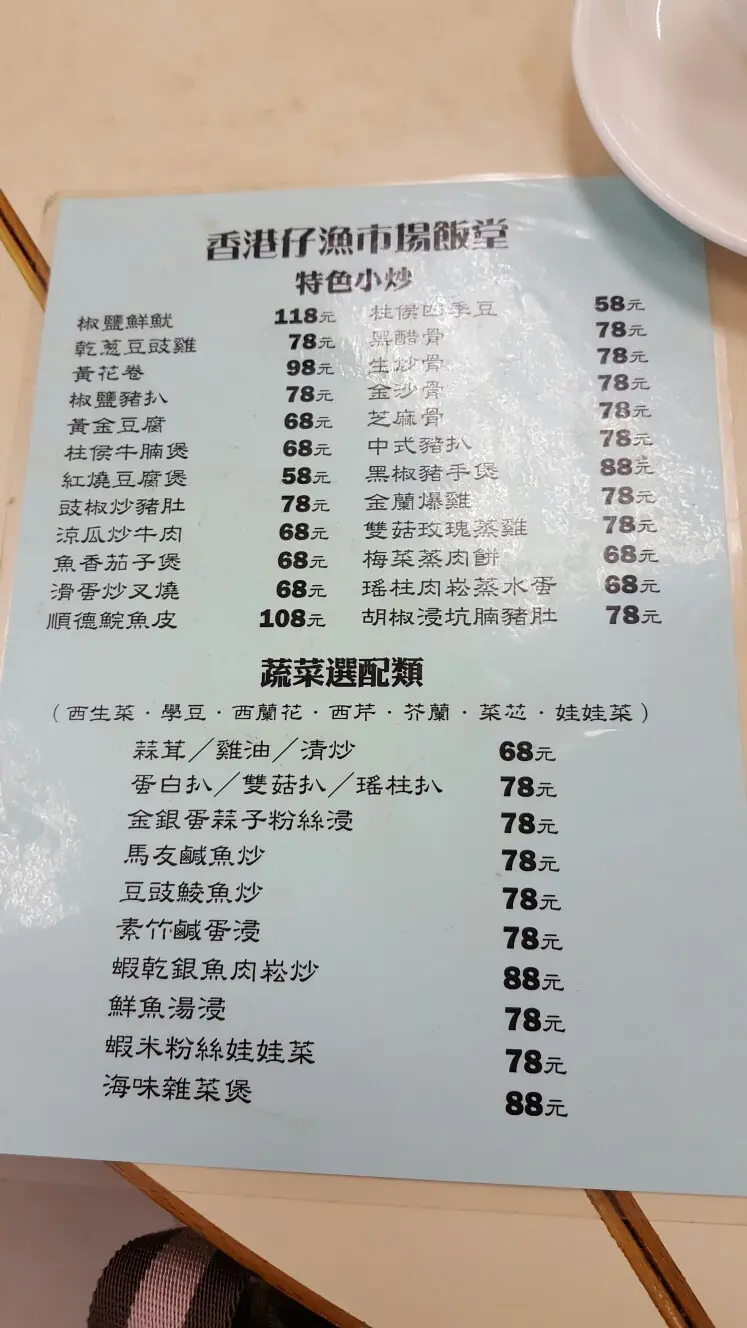 香港仔漁市場飯堂
特色小炒
椒鹽鮮魷 118元
乾葱豆豉雞 78元
黃花卷 98元
椒鹽豬扒 78元
黃金豆腐 68元
柱侯牛腩煲 68元
紅燒豆腐煲 58元
豉椒炒豬肚 78元
涼瓜炒牛肉 68元
魚香茄子煲 68元
滑蛋炒叉燒 68元
順德鯇魚皮 108元
柱侯四季豆 58元
黑醋骨 78元
生炒骨 78元
金沙骨 78元
芝麻骨 78元
中式豬扒 78元
黑椒豬手煲 88元
金蘭爆雞 78元
雙菇玫瑰蒸雞 78元
梅菜蒸肉餅 68元
瑤柱肉崧蒸水蛋 68元
胡椒浸坑腩豬肚 78元
蔬菜選配類
（西生菜·學豆·西蘭花·西芹·芥蘭·菜芯·娃娃菜）
蒜茸／雞油／清炒 68元
蛋白扒／雙菇扒／瑤柱扒 78元
金銀蛋蒜子粉絲浸 78元
馬友鹹魚炒 78元
豆豉鯪魚炒 78元
素竹鹹蛋浸 78元
蝦乾銀魚肉崧炒 88元
鮮魚湯浸 78元
蝦米粉絲娃娃菜 78元
海味雜菜煲 88元